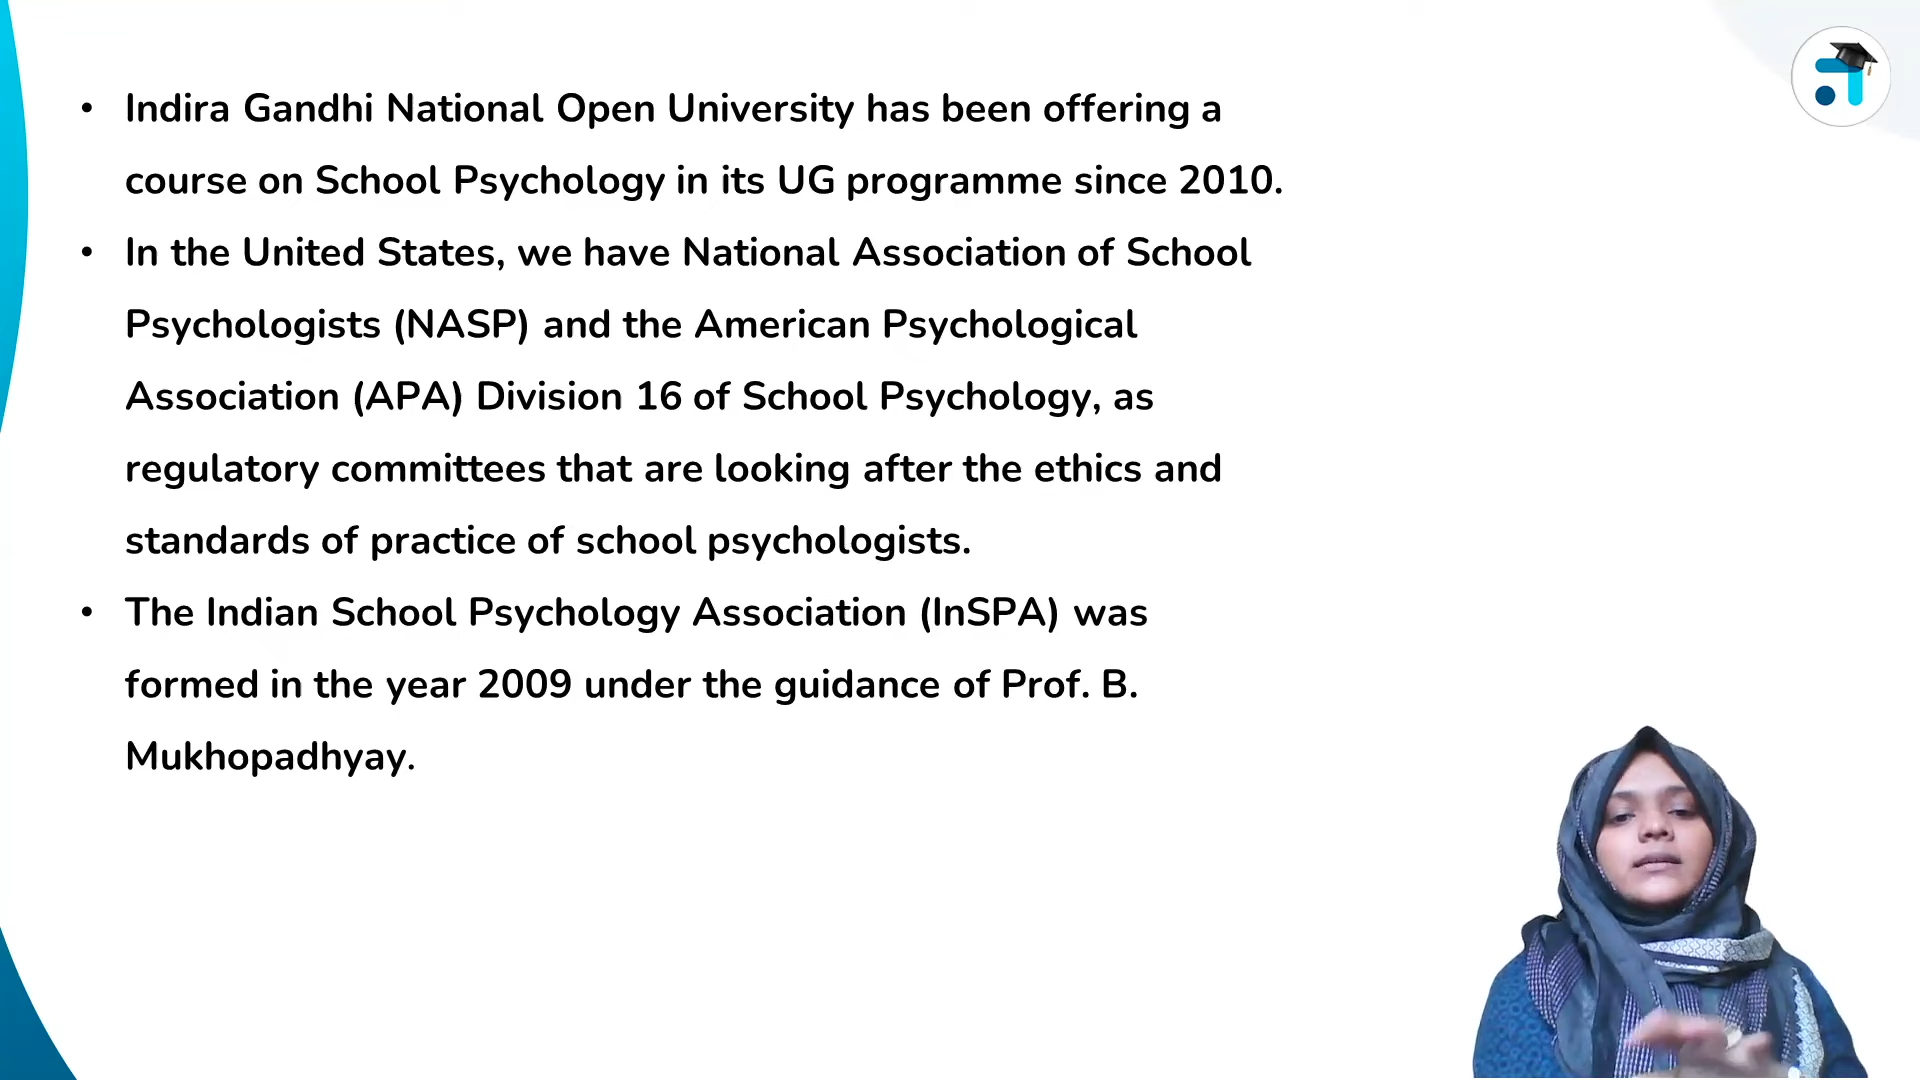 • Indira Gandhi National Open University has been offering a
course on School Psychology in its UG programme since 2010.
• In the United States, we have National Association of School
Psychologists (NASP) and the American Psychological
Association (APA) Division 16 of School Psychology, as
regulatory committees that are looking after the ethics and
standards of practice of school psychologists.
• The Indian School Psychology Association (InSPA) was
formed in the year 2009 under the guidance of Prof. B.
Mukhopadhyay.